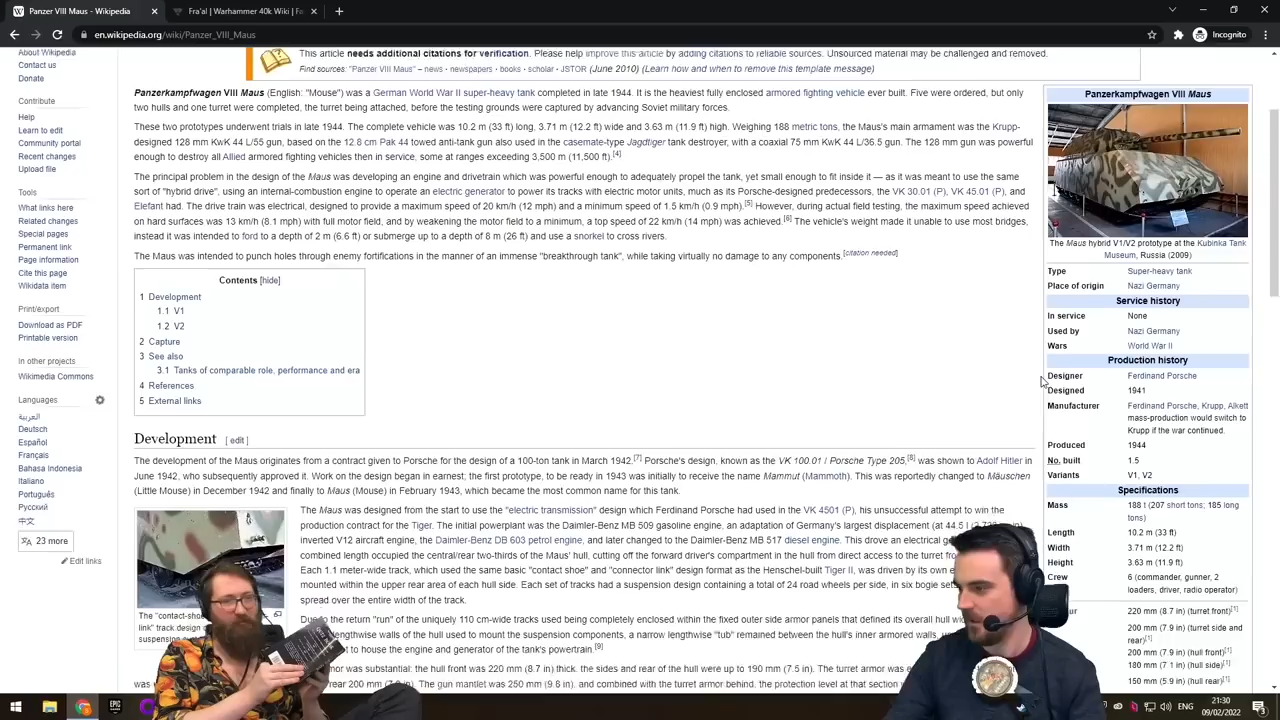 Panzer VIII Maus - Wikipedia
Fra'al | Warhammer 40k Wiki | Fa
en.wikipedia.org/wiki/Panzer_VIII_Maus
Incognito
About Wikipedia
Contact us
Donate
Contribute
Help
Learn to edit
Community portal
Recent changes
Upload file
Tools
What links here
Related changes
Special pages
Permanent link
Page information
Cite this page
Wikidata item
Print/export
Download as PDF
Printable version
In other projects
Wikimedia Commons
Languages
العربية
Deutsch
Español
Français
Bahasa Indonesia
Italiano
Português
Русский
中文
23 more
Edit links
This article needs additional citations for verification. Please help improve this article by adding citations to reliable sources. Unsourced material may be challenged and removed.
Find sources: "Panzer VIII Maus" – news · newspapers · books · scholar · JSTOR (June 2010) (Learn how and when to remove this template message)
Panzerkampfwagen VIII Maus (English: "Mouse") was a German World War II super-heavy tank completed in late 1944. It is the heaviest fully enclosed armored fighting vehicle ever built. Five were ordered, but only
two hulls and one turret were completed, the turret being attached, before the testing grounds were captured by advancing Soviet military forces.
These two prototypes underwent trials in late 1944. The complete vehicle was 10.2 m (33 ft) long, 3.71 m (12.2 ft) wide and 3.63 m (11.9 ft) high. Weighing 188 metric tons, the Maus's main armament was the Krupp-
designed 128 mm KwK 44 L/55 gun, based on the 12.8 cm Pak 44 towed anti-tank gun also used in the casemate-type Jagdtiger tank destroyer, with a coaxial 75 mm KwK 44 L/36.5 gun. The 128 mm gun was powerful
enough to destroy all Allied armored fighting vehicles then in service, some at ranges exceeding 3,500 m (11,500 ft).[4]
The principal problem in the design of the Maus was developing an engine and drivetrain which was powerful enough to adequately propel the tank, yet small enough to fit inside it — as it was meant to use the same
sort of "hybrid drive", using an internal-combustion engine to operate an electric generator to power its tracks with electric motor units, much as its Porsche-designed predecessors, the VK 30.01 (P), VK 45.01 (P), and
Elefant had. The drive train was electrical, designed to provide a maximum speed of 20 km/h (12 mph) and a minimum speed of 1.5 km/h (0.9 mph).[5] However, during actual field testing, the maximum speed achieved
on hard surfaces was 13 km/h (8.1 mph) with full motor field, and by weakening the motor field to a minimum, a top speed of 22 km/h (14 mph) was achieved.[6] The vehicle's weight made it unable to use most bridges,
instead it was intended to ford to a depth of 2 m (6.6 ft) or submerge up to a depth of 8 m (26 ft) and use a snorkel to cross rivers.
The Maus was intended to punch holes through enemy fortifications in the manner of an immense "breakthrough tank", while taking virtually no damage to any components.[citation needed]
Contents [hide]
1 Development
1.1 V1
1.2 V2
2 Capture
3 See also
3.1 Tanks of comparable role, performance and era
4 References
5 External links
Development [ edit ]
The development of the Maus originates from a contract given to Porsche for the design of a 100-ton tank in March 1942.[7] Porsche's design, known as the VK 100.01 / Porsche Type 205,[8] was shown to Adolf Hitler in
June 1942, who subsequently approved it. Work on the design began in earnest; the first prototype, to be ready in 1943 was initially to receive the name Mammut (Mammoth). This was reportedly changed to Mäuschen
(Little Mouse) in December 1942 and finally to Maus (Mouse) in February 1943, which became the most common name for this tank.
The Maus was designed from the start to use the "electric transmission" design which Ferdinand Porsche had used in the VK 4501 (P), his unsuccessful attempt to win the
production contract for the Tiger. The initial powerplant was the Daimler-Benz MB 509 gasoline engine, an adaptation of Germany's largest displacement (at 44.5 l
inverted V12 aircraft engine, the Daimler-Benz DB 603 petrol engine, and later changed to the Daimler-Benz MB 517 diesel engine. This drove an electrical
combined length occupied the central/rear two-thirds of the Maus' hull, cutting off the forward driver's compartment in the hull from direct access to the turret
Each 1.1 meter-wide track, which used the same basic "contact shoe" and "connector link" design format as the Henschel-built Tiger II, was driven by its own
mounted within the upper rear area of each hull side. Each set of tracks had a suspension design containing a total of 24 road wheels per side, in six bogie
spread over the entire width of the track.
The "contact-shoe
link" track design
suspension
to the return "run" of the uniquely 110 cm-wide tracks used being completely enclosed within the fixed outer side armor panels that defined its overall hull
lengthwise walls of the hull used to mount the suspension components, a narrow lengthwise "tub" remained between the hull's inner armored walls,
to house the engine and generator of the tank's powertrain.[9]
was substantial: the hull front was 220 mm (8.7 in) thick, the sides and rear of the hull were up to 190 mm (7.5 in). The turret armor was
rear 200 mm The gun mantlet was 250 mm (9.8 in), and combined with the turret armor behind, the protection level at that section
Panzerkampfwagen VIII Maus
The Maus hybrid V1/V2 prototype at the Kubinka Tank
Museum, Russia (2009)
Type Super-heavy tank
Place of origin Nazi Germany
Service history
In service None
Used by Nazi Germany
Wars World War II
Production history
Designer Ferdinand Porsche
Designed 1941
Manufacturer Ferdinand Porsche, Krupp, Alkett
mass-production would switch to
Krupp if the war continued.
Produced 1944
No. built 1.5
Variants V1, V2
Specifications
Mass 188 t (207 short tons; 185 long
tons)
Length 10.2 m (33 ft)
Width 3.71 m (12.2 ft)
Height 3.63 m (11.9 ft)
Crew 6 (commander, gunner, 2
loaders, driver, radio operator)
220 mm (8.7 in) (turret front)[1]
200 mm (7.9 in) (turret side and
rear)[1]
200 mm (7.9 in) (hull front)[1]
180 mm (7.1 in) (hull side)[1]
150 mm (5.9 in) (hull rear)[1]
EPIC
21:30
09/02/2022